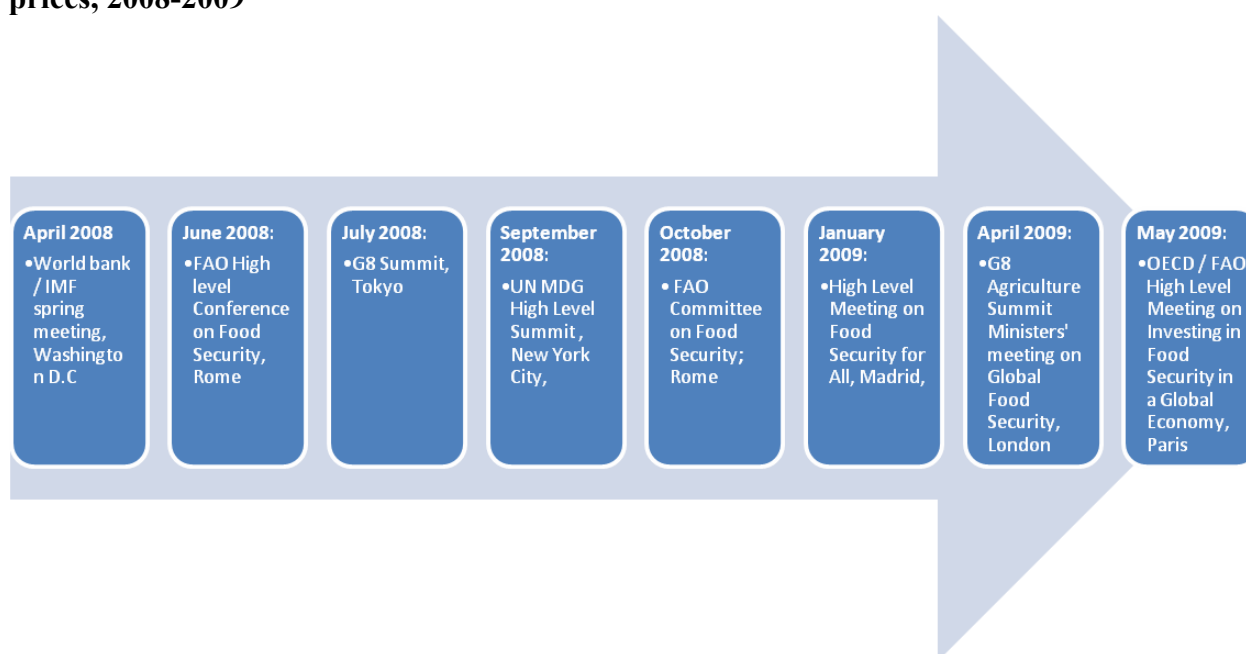 prices, 2008-2009
April 2008
•World bank
/ IMF
spring
meeting,
Washingto
n D.C
June 2008:
•FAO High
level
Conference
on Food
Security,
Rome
July 2008:
•G8 Summit,
Tokyo
September
2008:
•UN MDG
High Level
Summit ,
New York
City,
October
2008:
• FAO
Committee
on Food
Security;
Rome
January
2009:
•High Level
Meeting on
Food
Security for
All, Madrid,
April 2009:
•G8
Agriculture
Summit
Ministers'
meeting on
Global
Food
Security,
London
May 2009:
•OECD / FAO
High Level
Meeting on
Investing in
Food
Security in
a Global
Economy,
Paris